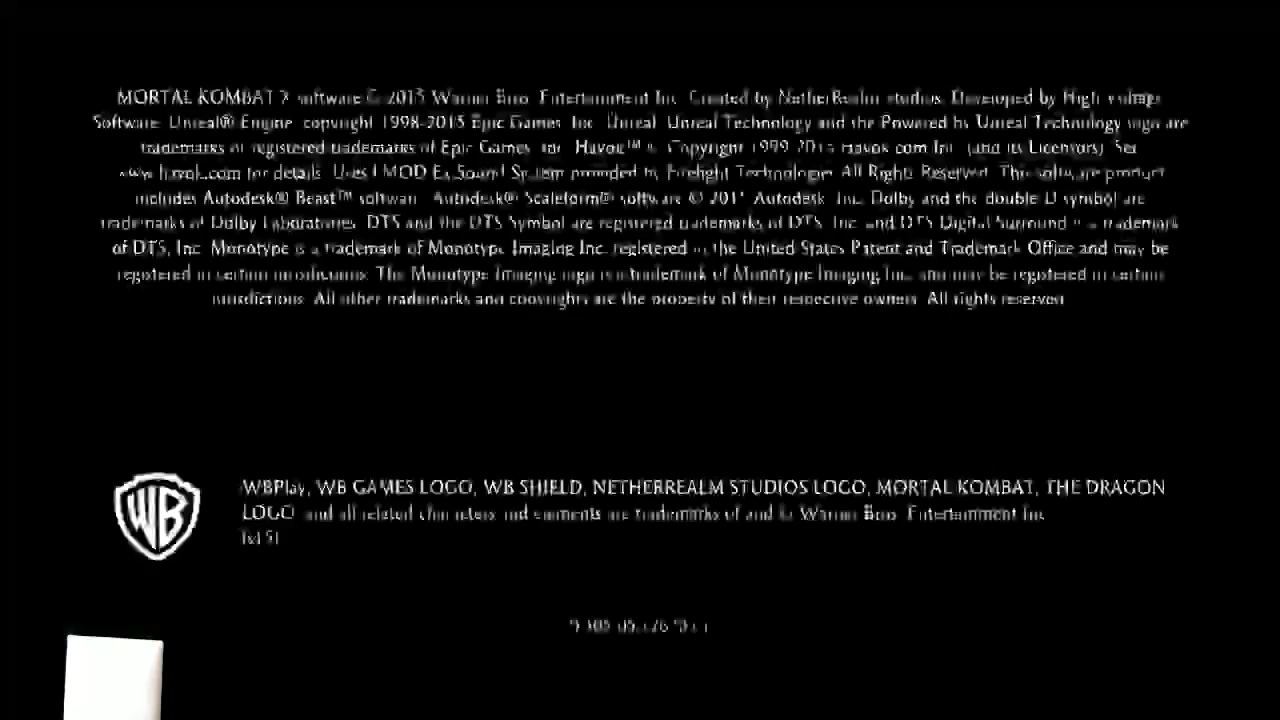 MORTAL KOMBAT X software © 2015 Warner Bros. Entertainment Inc. Created by NetherRealm studios. Developed by High voltage
Software. Unreal® Engine, copyright 1998-2015 Epic Games, Inc. Unreal, Unreal Technology and the Powered by Unreal Technology logo are
trademarks or registered trademarks of Epic Games, Inc. Havok™ Copyright 1999-2015 Havok.com Inc. (and its Licensors). See
www.havok.com for details. Uses FMOD Ex Sound System provided by Firelight Technologies. All Rights Reserved. This software product
includes Autodesk® Beast™ software, Autodesk® Scaleform® software © Autodesk, Inc. Dolby and the double D symbol are
trademarks of Dolby Laboratories. DTS and the DTS Symbol are registered trademarks of DTS, Inc. and DTS Digital Surround is a trademark
of DTS, Inc. Monotype is a trademark of Monotype Imaging Inc. registered in the United States Patent and Trademark Office and may be
registered in certain jurisdictions. The Monotype Imaging logo is a trademark of Monotype Imaging Inc. and may be registered in certain
jurisdictions. All other trademarks and copyrights are the property of their respective owners. All rights reserved.
WB
WBPlay, WB GAMES LOGO, WB SHIELD, NETHERREALM STUDIOS LOGO, MORTAL KOMBAT, THE DRAGON
LOGO, and all related characters and elements are trademarks of and © Warner Bros. Entertainment Inc.
(s15)